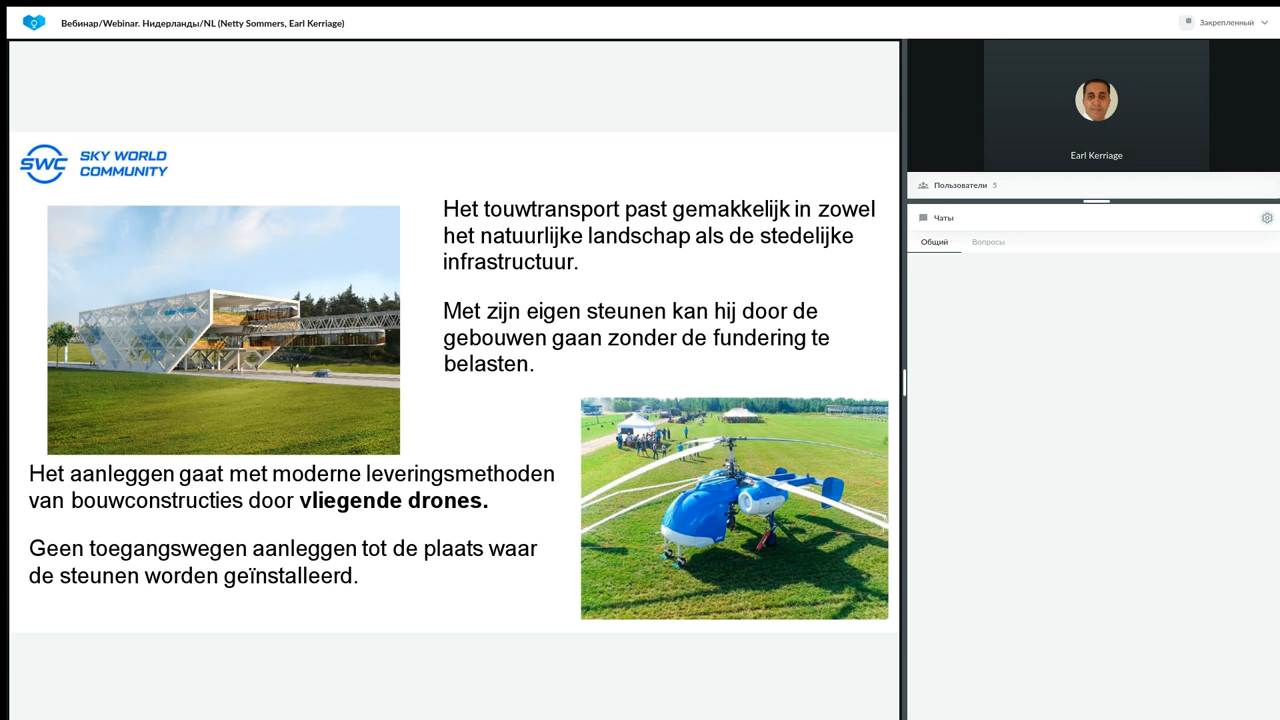 Вебинар/Webinar. Нидерланды/NL (Netty Sommers, Earl Kerriage)
Закрепленный
SWC
SKY WORLD
COMMUNITY
Het touwtransport past gemakkelijk in zowel
het natuurlijke landschap als de stedelijke
infrastructuur.
Met zijn eigen steunen kan hij door de
gebouwen gaan zonder de fundering te
belasten.
Het aanleggen gaat met moderne leveringsmethoden
van bouwconstructies door vliegende drones.
Geen toegangswegen aanleggen tot de plaats waar
de steunen worden geïnstalleerd.
Earl Kerriage
Пользователи 5
Чаты
Общий
Вопросы